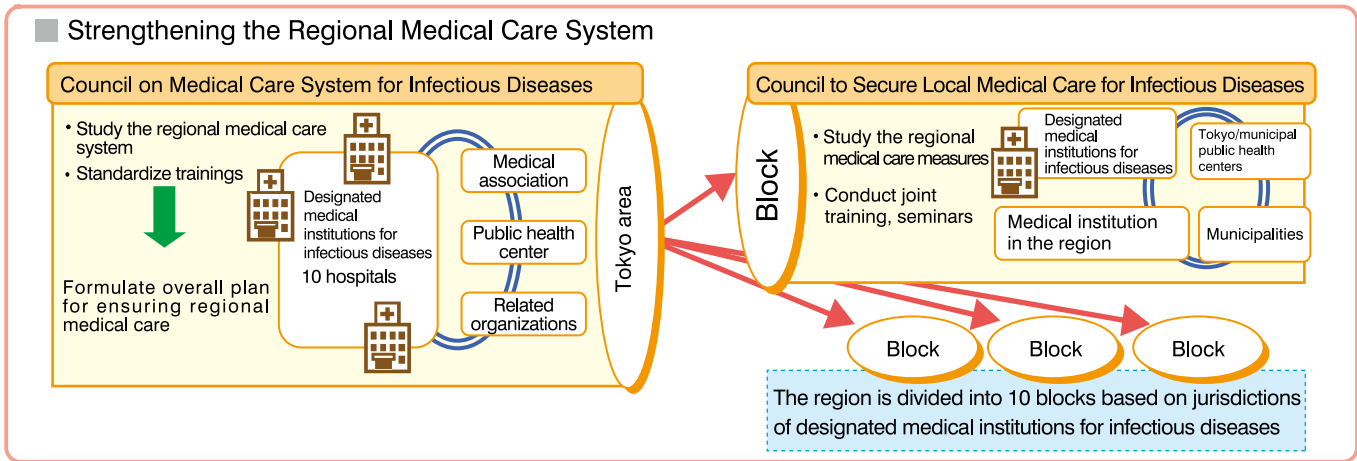 Strengthening the Regional Medical Care System
Council on Medical Care System for Infectious Diseases
• Study the regional medical care
system
• Standardize trainings
Formulate overall plan
for ensuring regional
medical care
Designated
medical
institutions for
infectious diseases
10 hospitals
Medical
association
Public health
center
Related
organizations
Tokyo area
Council to Secure Local Medical Care for Infectious Diseases
Block
• Study the regional
medical care measures
• Conduct joint
training, seminars
Designated
medical
institutions for
infectious diseases
Tokyo/municipal
public health
centers
Medical institution
in the region
Municipalities
Block
Block
Block
The region is divided into 10 blocks based on jurisdictions
of designated medical institutions for infectious diseases